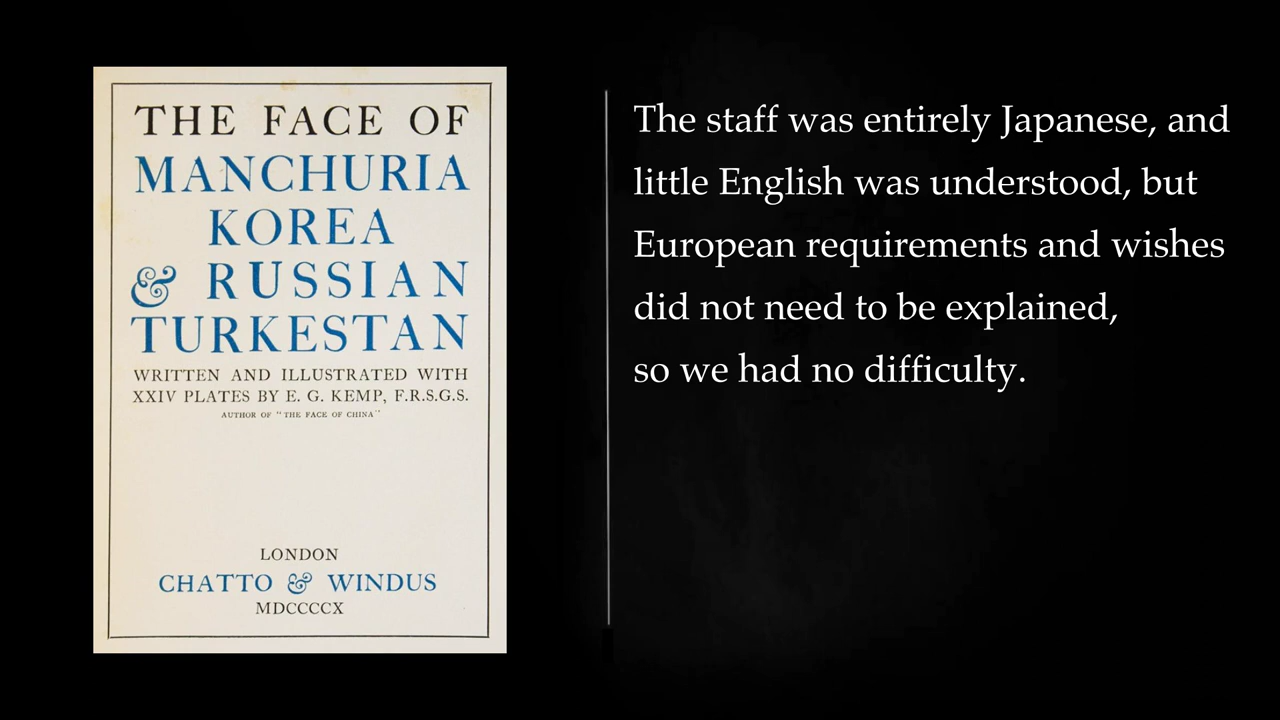 THE FACE OF
MANCHURIA
KOREA
& RUSSIAN
TURKESTAN
WRITTEN AND ILLUSTRATED WITH
XXIV PLATES BY E. G. KEMP, F.R.S.G.S.
AUTHOR OF "THE FACE OF CHINA"
LONDON
CHATTO & WINDUS
MDCCCCX
The staff was entirely Japanese, and
little English was understood, but
European requirements and wishes
did not need to be explained,
so we had no difficulty.